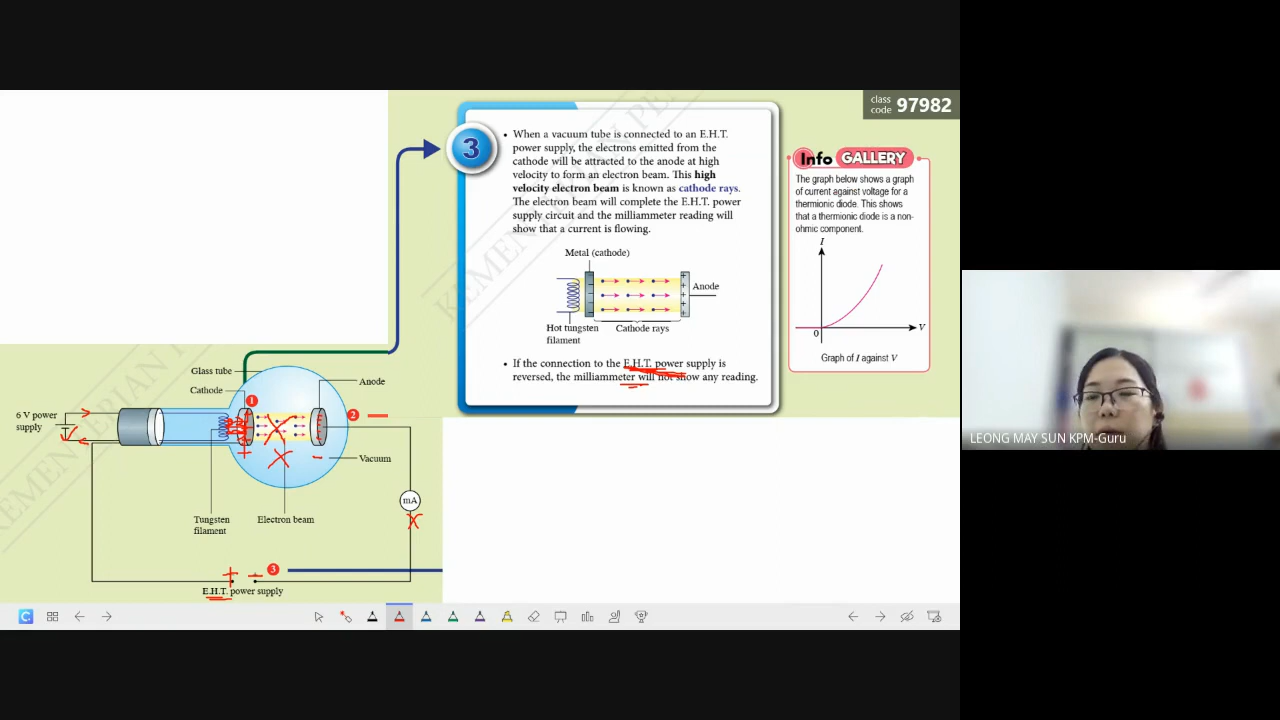 class
code 97982
3
• When a vacuum tube is connected to an E.H.T.
power supply, the electrons emitted from the
cathode will be attracted to the anode at high
velocity to form an electron beam. This high
velocity electron beam is known as cathode rays.
The electron beam will complete the E.H.T. power
supply circuit and the milliammeter reading will
show that a current is flowing.
Metal (cathode)
Anode
Hot tungsten
filament
Cathode rays
• If the connection to the E.H.T. power supply is
reversed, the milliammeter will not show any reading.
Info GALLERY
The graph below shows a graph
of current against voltage for a
thermionic diode. This shows
that a thermionic diode is a non-
ohmic component.
I
0
V
Graph of I against V
Glass tube
Cathode
Anode
1
2
6 V power
supply
Vacuum
mA
Tungsten
filament
Electron beam
3
E.H.T. power supply
LEONG MAY SUN KPM-Guru